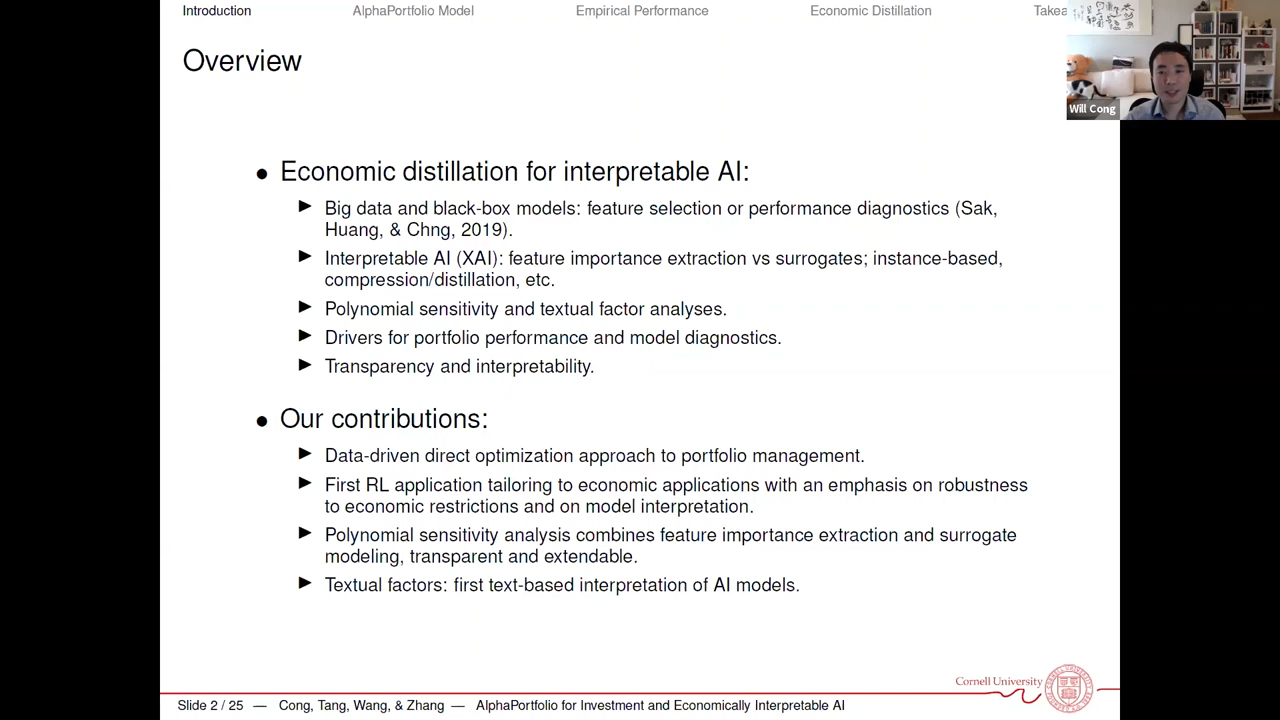 Introduction
AlphaPortfolio Model
Empirical Performance
Economic Distillation
Takea
Overview
Will Cong
• Economic distillation for interpretable AI:
▶ Big data and black-box models: feature selection or performance diagnostics (Sak,
Huang, & Chng, 2019).
▶ Interpretable AI (XAI): feature importance extraction vs surrogates; instance-based,
compression/distillation, etc.
▶ Polynomial sensitivity and textual factor analyses.
▶ Drivers for portfolio performance and model diagnostics.
▶ Transparency and interpretability.
• Our contributions:
▶ Data-driven direct optimization approach to portfolio management.
▶ First RL application tailoring to economic applications with an emphasis on robustness
to economic restrictions and on model interpretation.
▶ Polynomial sensitivity analysis combines feature importance extraction and surrogate
modeling, transparent and extendable.
▶ Textual factors: first text-based interpretation of AI models.
Cornell University
Slide 2 / 25 — Cong, Tang, Wang, & Zhang — AlphaPortfolio for Investment and Economically Interpretable AI